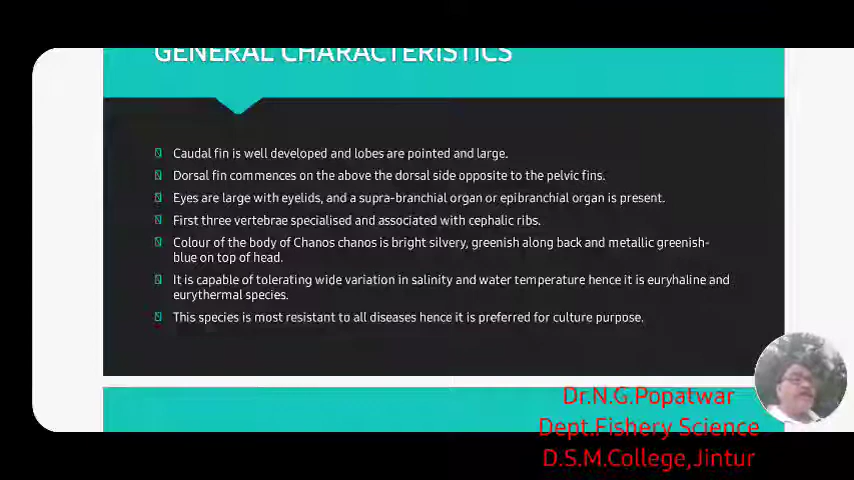 GENERAL CHARACTERISTICS
Caudal fin is well developed and lobes are pointed and large.
Dorsal fin commences on the above the dorsal side opposite to the pelvic fins.
Eyes are large with eyelids, and a supra-branchial organ or epibranchial organ is present.
First three vertebrae specialised and associated with cephalic ribs.
Colour of the body of Chanos chanos is bright silvery, greenish along back and metallic greenish-
blue on top of head.
It is capable of tolerating wide variation in salinity and water temperature hence it is euryhaline and
eurythermal species.
This species is most resistant to all diseases hence it is preferred for culture purpose.
Dr.N.G.Popatwar
Dept.Fishery Science
D.S.M.College,Jintur